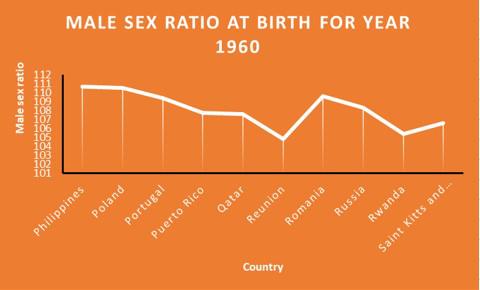 MALE SEX RATIO AT BIRTH FOR YEAR
1960
Male sex ratio
112
111
110
109
108
107
106
105
104
103
102
101
Philippines
Poland
Portugal
Puerto Rico
Qatar
Reunion
Romania
Russia
Rwanda
Saint Kitts and...
Country